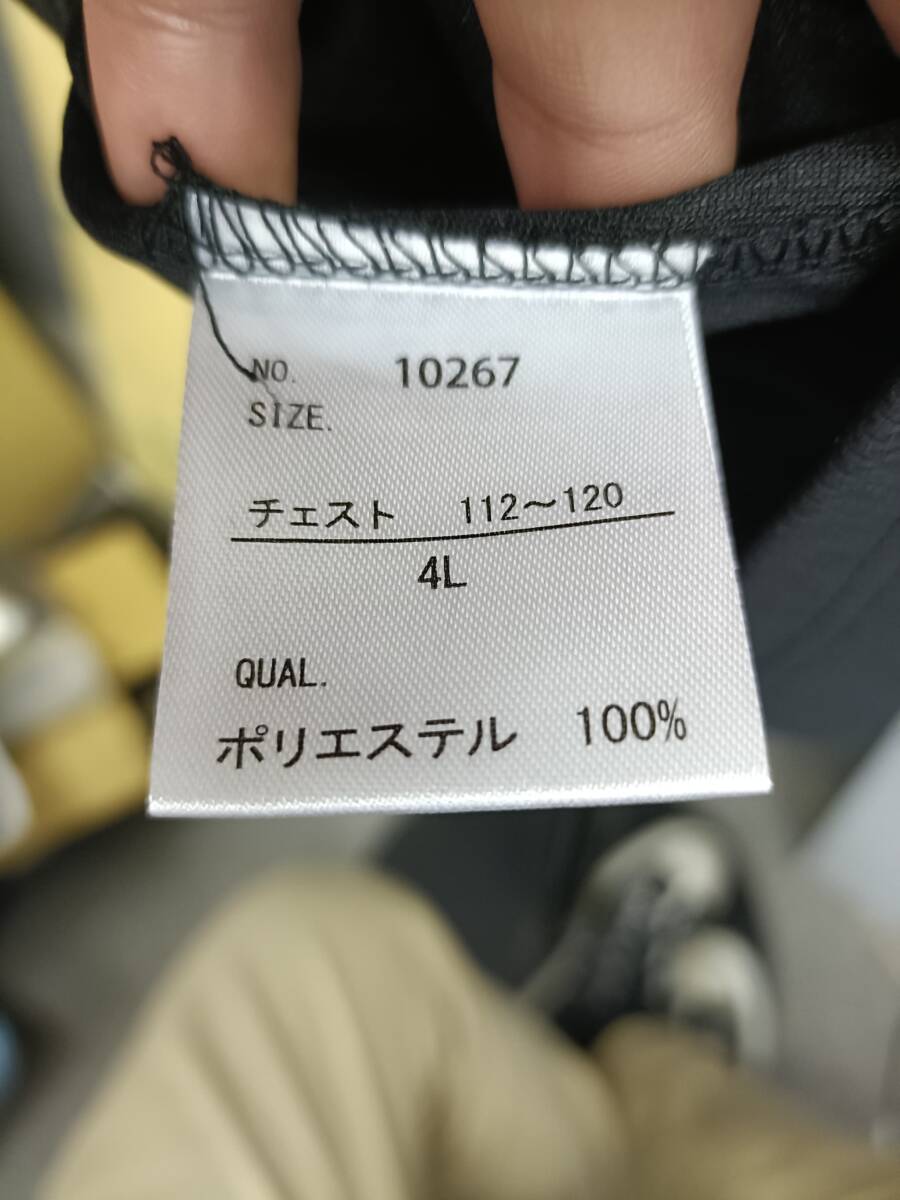 NO. 10267
SIZE.
チェスト 112～120
4L
QUAL.
ポリエステル 100%